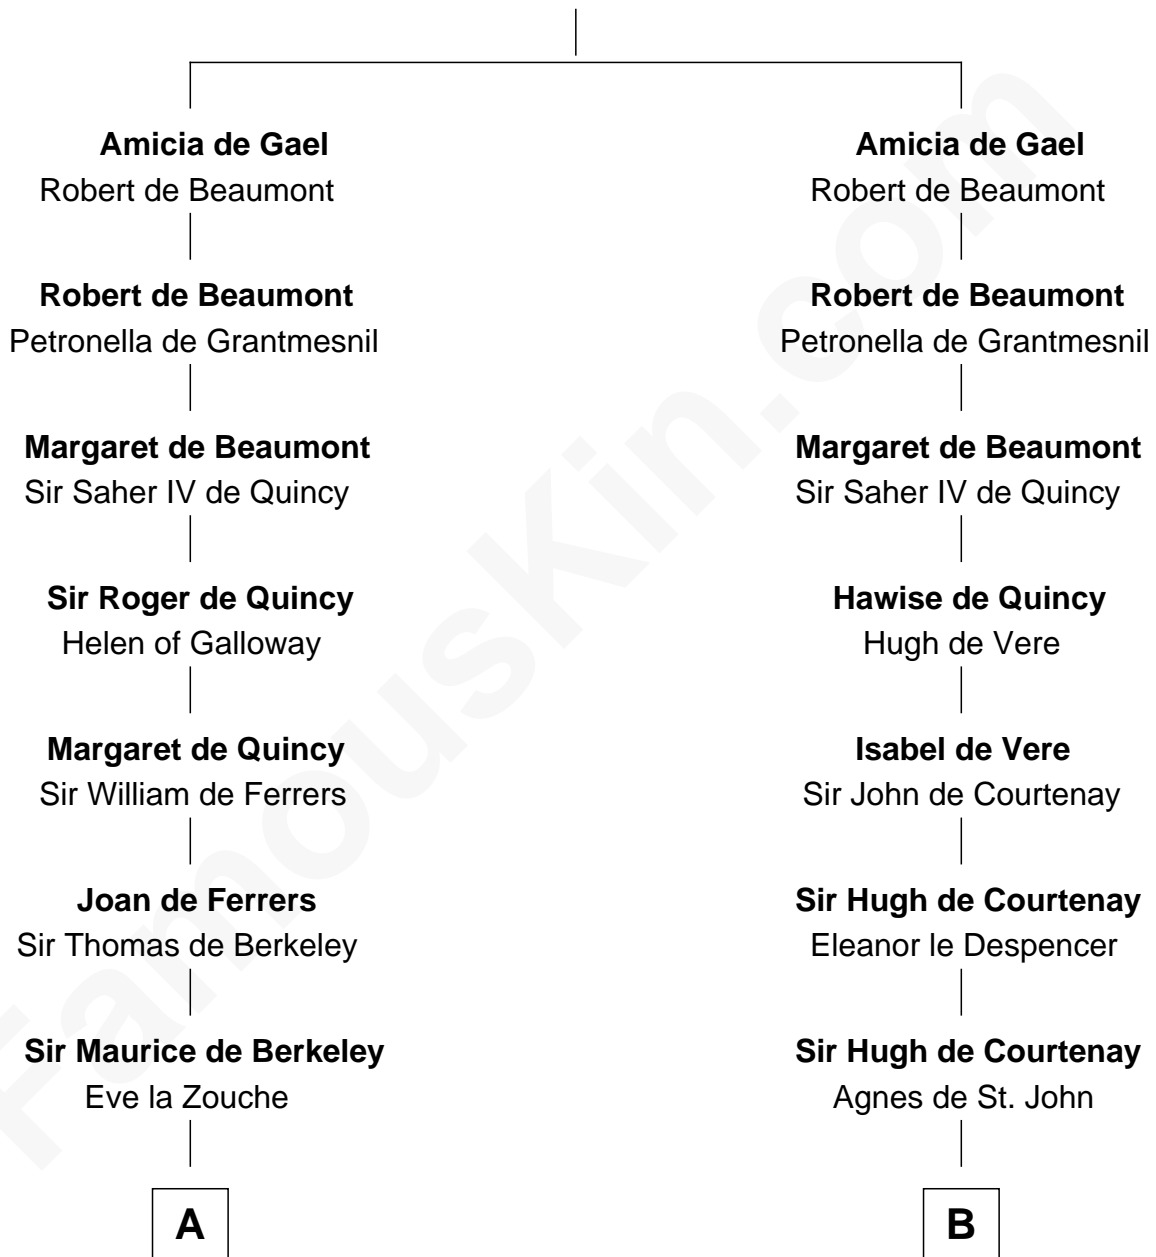 Amicia de Gael
Robert de Beaumont
Robert de Beaumont
Petronella de Grantmesnil
Margaret de Beaumont
Sir Saher IV de Quincy
Sir Roger de Quincy
Helen of Galloway
Margaret de Quincy
Sir William de Ferrers
Joan de Ferrers
Sir Thomas de Berkeley
Sir Maurice de Berkeley
Eve la Zouche
A
Amicia de Gael
Robert de Beaumont
Robert de Beaumont
Petronella de Grantmesnil
Margaret de Beaumont
Sir Saher IV de Quincy
Hawise de Quincy
Hugh de Vere
Isabel de Vere
Sir John de Courtenay
Sir Hugh de Courtenay
Eleanor le Despencer
Sir Hugh de Courtenay
Agnes de St. John
B
FamousKin.com